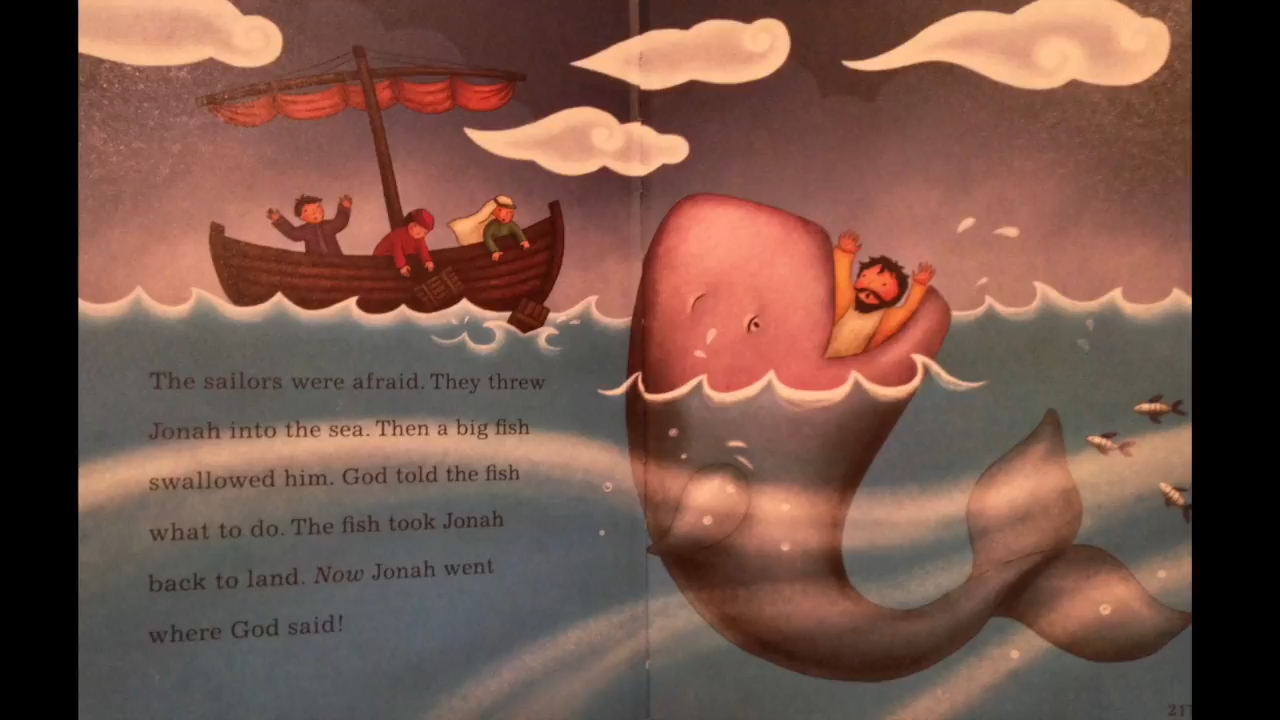 The sailors were afraid. They threw
Jonah into the sea. Then a big fish
swallowed him. God told the fish
what to do. The fish took Jonah
back to land. Now Jonah went
where God said!